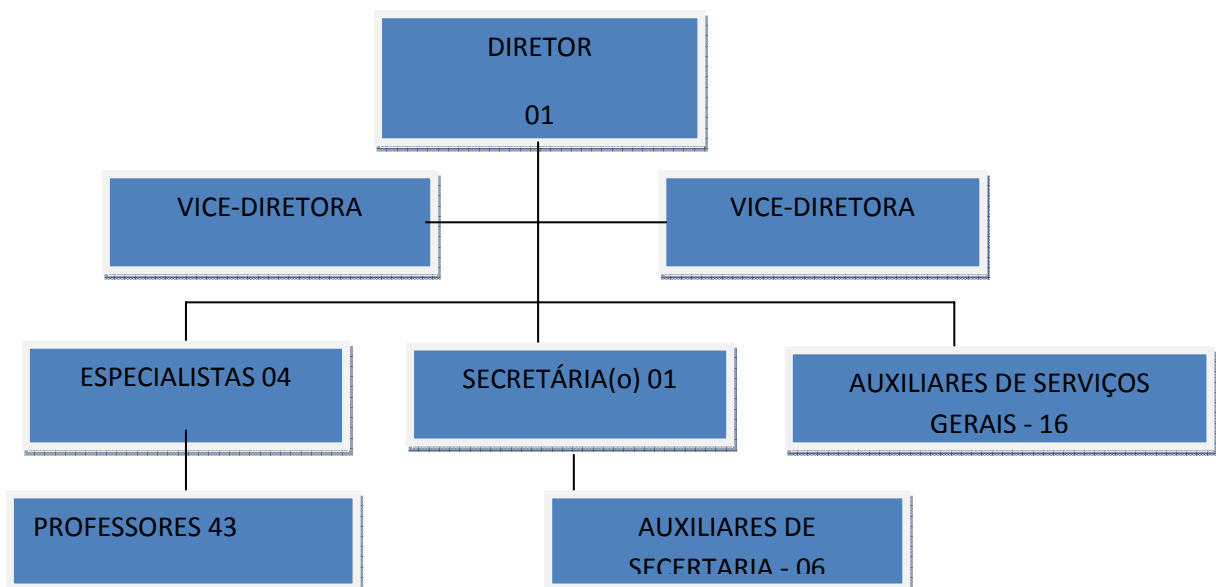 DIRETOR
01
VICE-DIRETORA
VICE-DIRETORA
ESPECIALISTAS 04
SECRETÁRIA(o) 01
AUXILIARES DE SERVIÇOS
GERAIS - 16
PROFESSORES 43
AUXILIARES DE
SECERTARIA - 06